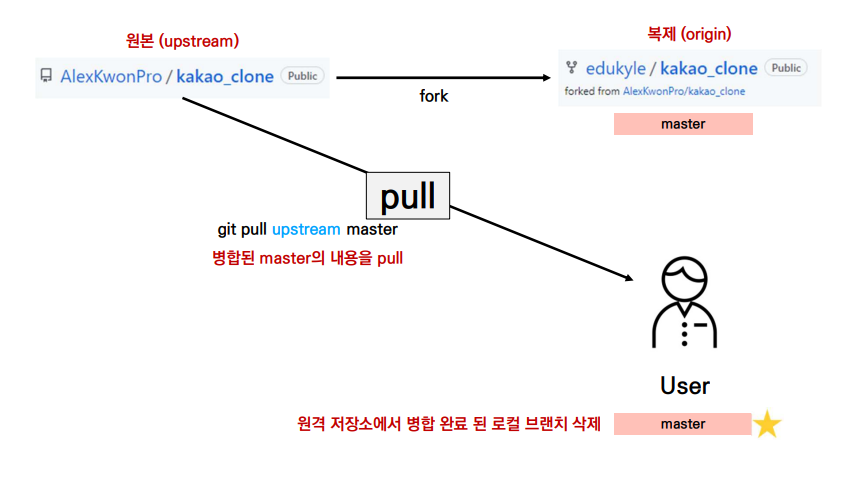 원본 (upstream)
복제 (origin)
AlexKwonPro / kakao_clone Public
edukyle / kakao_clone Public
forked from AlexKwonPro/kakao_clone
fork
master
pull
git pull upstream master
병합된 master의 내용을 pull
User
원격 저장소에서 병합 완료 된 로컬 브랜치 삭제
master